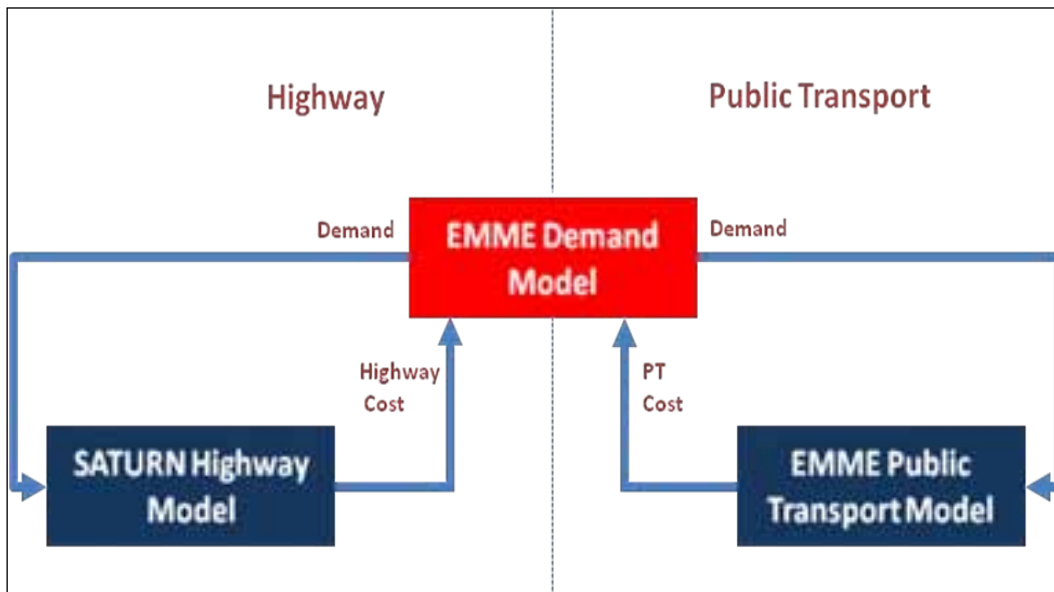 Highway
Public Transport
Demand
EMME Demand
Model
Demand
Highway
Cost
PT
Cost
SATURN Highway
Model
EMME Public
Transport Model